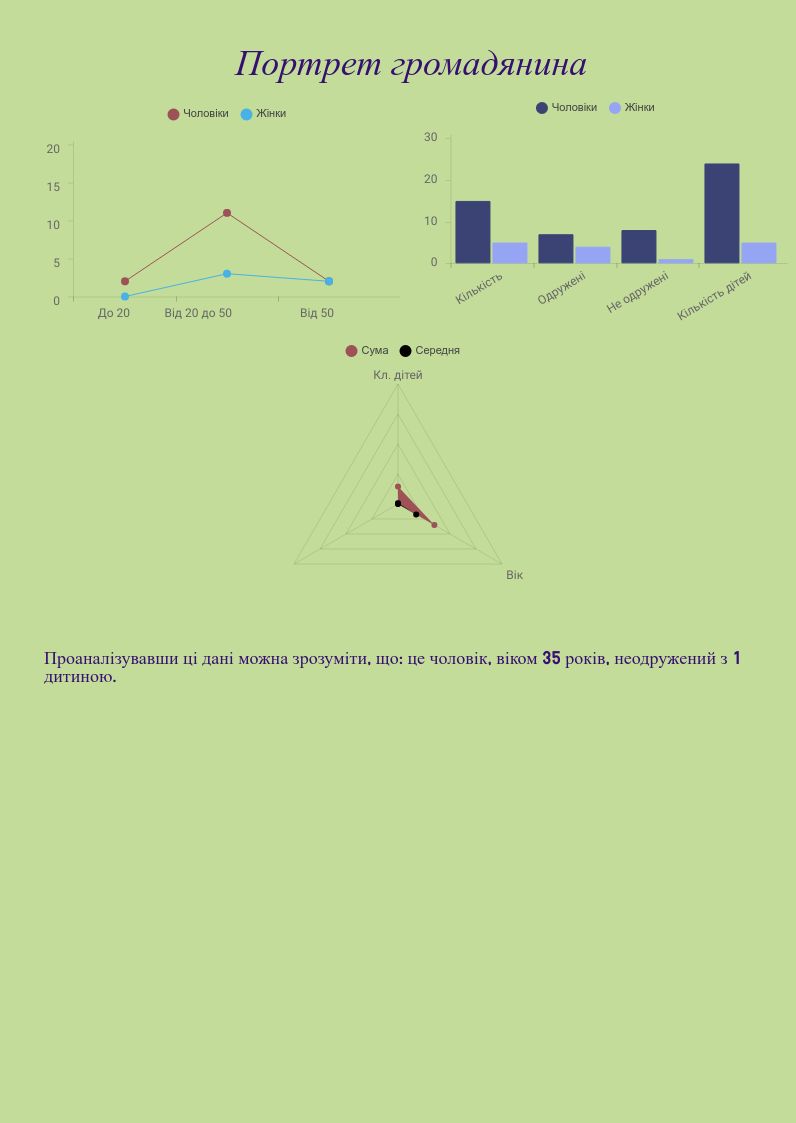 Портрет громадянина
Чоловіки Жінки
20
15
10
5
0
До 20 Від 20 до 50 Від 50
Чоловіки Жінки
30
20
10
0
Кількість Одружені Не одружені Кількість дітей
Сума Середня
Кл. дітей
Вік
Проаналізувавши ці дані можна зрозуміти, що: це чоловік, віком 35 років, неодружений з 1
дитиною.